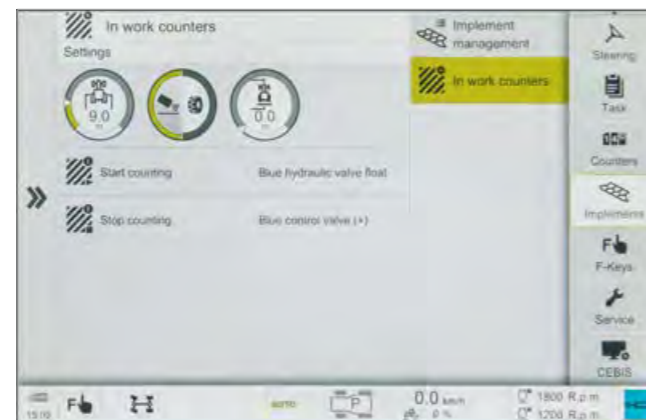 In work counters
Settings
9.0
m
0.0
m
Start counting
Blue hydraulic valve float
Stop counting
Blue control valve (+)
Implement
management
In work counters
Steering
Task
Counters
Implements
F-Keys
Service
CEBIS
15:10
F
AUTO
P
0.0 km/h
0 %
1800 R.p.m.
1200 R.p.m.